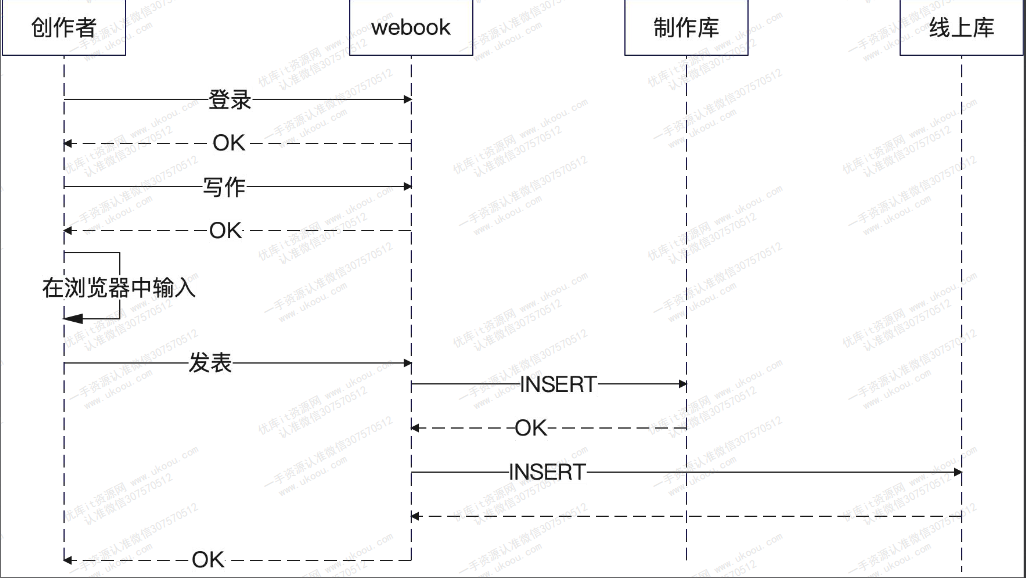 创作者
webook
制作库
线上库
登录
OK
写作
OK
在浏览器中输入
发表
INSERT
OK
INSERT
OK
优库it资源网 www.ukoou.com
一手资源认准微信307570512